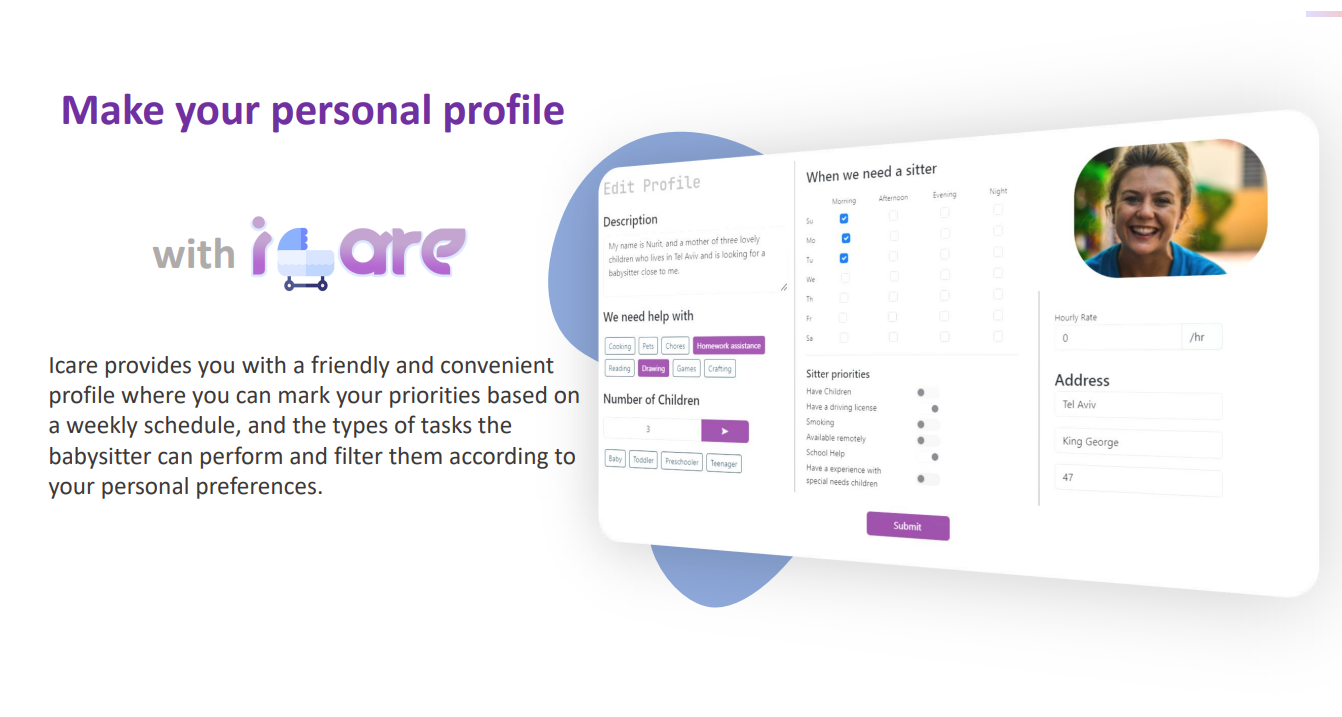 Make your personal profile
with icare
Icare provides you with a friendly and convenient
profile where you can mark your priorities based on
a weekly schedule, and the types of tasks the
babysitter can perform and filter them according to
your personal preferences.
Edit Profile
Description
My name is Nurit, and a mother of three lovely
children who lives in Tel Aviv and is looking for a
babysitter close to me.
We need help with
Cooking Pets Chores Homework assistance
Reading Drawing Games Crafting
Number of Children
3
Baby Toddler Preschooler Teenager
When we need a sitter
Morning Afternoon Evening Night
Su
Mo
Tu
We
Th
Fr
Sa
Sitter priorities
Have Children
Have a driving license
Smoking
Available remotely
School Help
Have a experience with
special needs children
Submit
Hourly Rate
0 /hr
Address
Tel Aviv
King George
47